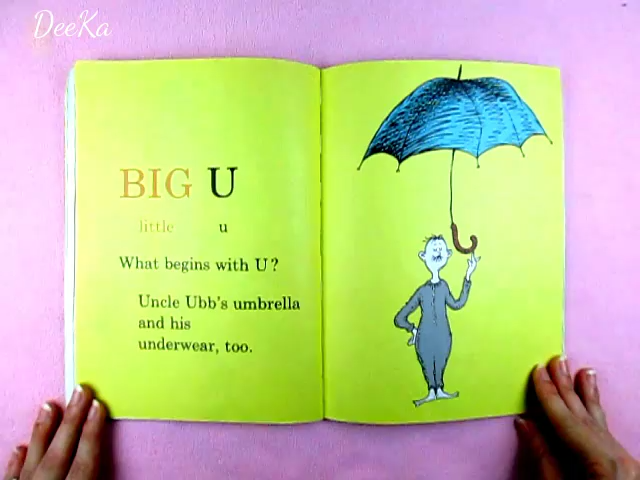 DeeKa
BIG U
little u
What begins with U?
Uncle Ubb's umbrella
and his
underwear, too.